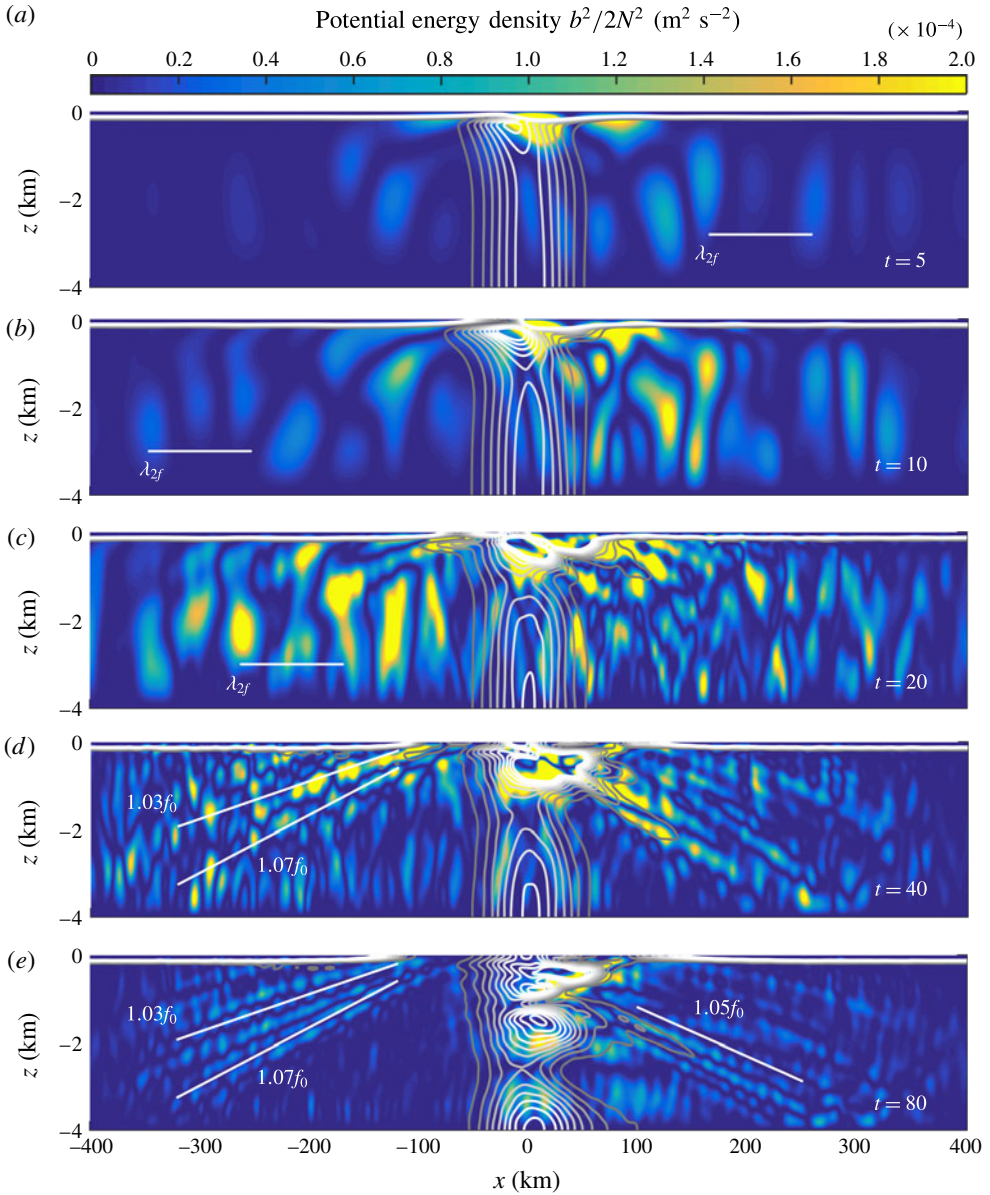 (a)
Potential energy density b²/2N² (m² s⁻²)
(× 10⁻⁴)
0 0.2 0.4 0.6 0.8 1.0 1.2 1.4 1.6 1.8 2.0
0
−2
−4
z (km)
λ2f
t = 5
(b)
0
−2
−4
z (km)
λ2f
t = 10
(c)
0
−2
−4
z (km)
λ2f
t = 20
(d)
0
−2
−4
z (km)
1.03f₀
1.07f₀
t = 40
(e)
0
−2
−4
z (km)
1.03f₀
1.07f₀
1.05f₀
t = 80
−400 −300 −200 −100 0 100 200 300 400
x (km)